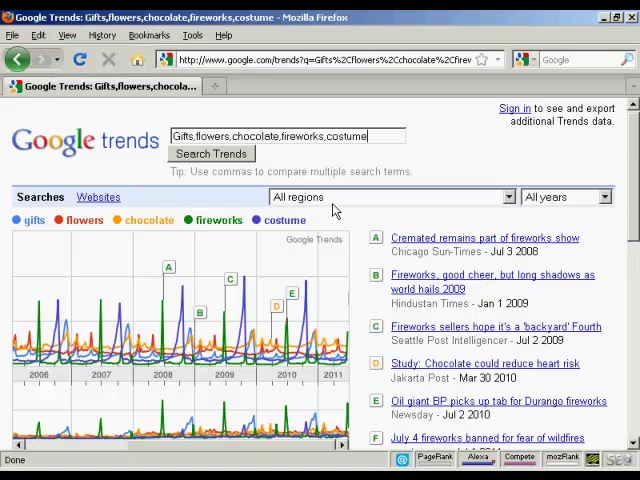 Google Trends: Gifts,flowers,chocolate,fireworks,costume - Mozilla Firefox
File Edit View History Bookmarks Tools Help
http://www.google.com/trends?q=Gifts%2Cflowers%2Cchocolate%2Cfirew
Google
Google Trends: Gifts,flowers,chocola...
Sign in to see and export
additional Trends data.
Google trends
Gifts,flowers,chocolate,fireworks,costume
Search Trends
Tip: Use commas to compare multiple search terms.
Searches Websites All regions All years
gifts flowers chocolate fireworks costume
Google Trends
A
B
C
D
E
2006 2007 2008 2009 2010 2011
A Cremated remains part of fireworks show
Chicago Sun-Times - Jul 3 2008
B Fireworks, good cheer, but long shadows as
world hails 2009
Hindustan Times - Jan 1 2009
C Fireworks sellers hope it's a 'backyard' Fourth
Seattle Post Intelligencer - Jul 2 2009
D Study: Chocolate could reduce heart risk
Jakarta Post - Mar 30 2010
E Oil giant BP picks up tab for Durango fireworks
Newsday - Jul 2 2010
F July 4 fireworks banned for fear of wildfires
Done
PageRank Alexa Compete mozRank